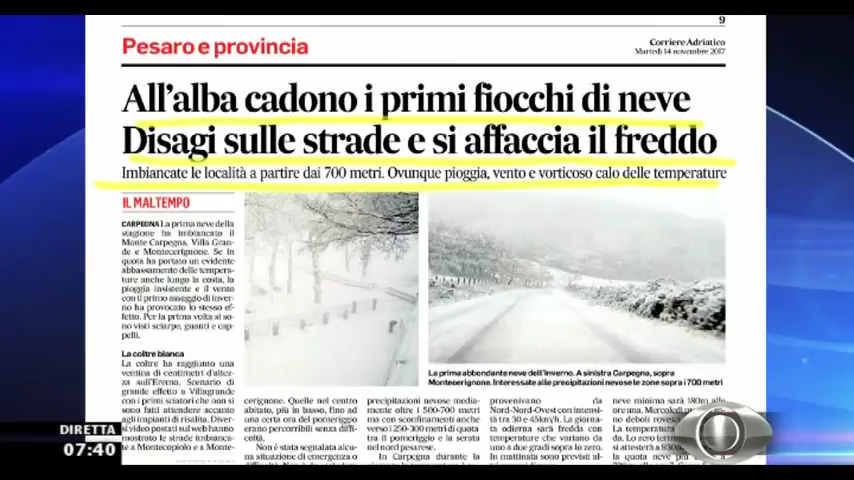 9
Pesaro e provincia
Corriere Adriatico
Martedì 14 novembre 2017
All'alba cadono i primi fiocchi di neve
Disagi sulle strade e si affaccia il freddo
Imbiancate le località a partire dai 700 metri. Ovunque pioggia, vento e vorticoso calo delle temperature
IL MALTEMPO
CARPEGNA La prima neve della
stagione ha imbiancato il
Monte Carpegna, Villa Gran-
de e Montecerignone. Se in
quota ha portato un evidente
abbassamento delle tempera-
ture anche lungo la costa, la
pioggia insistente e il vento
con il primo assaggio di inver-
no ha provocato lo stesso ef-
fetto. Per la prima volta si so-
no visti sciarpe, guanti e cap-
pelli.
La coltre bianca
La coltre ha raggiunto una
ventina di centimetri d'altez-
za sull'Eremo. Scenario di
grande effetto a Villagrande
con i primi sciatori che non si
sono fatti attendere accanto
agli impianti di risalita. Diver-
si video postati sul web hanno
mostrato le strade imbianca-
te a Montecopiolo e a Monte-
La prima abbondante neve dell'inverno. A sinistra Carpegna, sopra
Montecerignone. Interessate alle precipitazioni nevose le zone sopra i 700 metri
cerignone. Quelle nel centro
abitato, più in basso, fino ad
una certa ora del pomeriggio
erano percorribili senza diffi-
coltà.
Non è stata segnalata alcu-
na situazione di emergenza o
precipitazioni nevose media-
mente oltre i 500-700 metri
ma con sconfinamenti anche
verso i 250-300 metri di quota
tra il pomeriggio e la serata
nel nord pesarese.
In Carpegna durante la
provenivano da
Nord-Nord-Ovest con intensi-
tà tra 30 e 45km/h. La giorna-
ta odierna sarà fredda con
temperature che variano da
uno a due gradi sopra lo zero.
In mattinata sono previsti al-
neve minima sarà 180m al-
ore una. Mercoledì
no deboli
La temperatura
da. Lo zero
si attesterà a
la quota neve più
DIRETTA
07:40